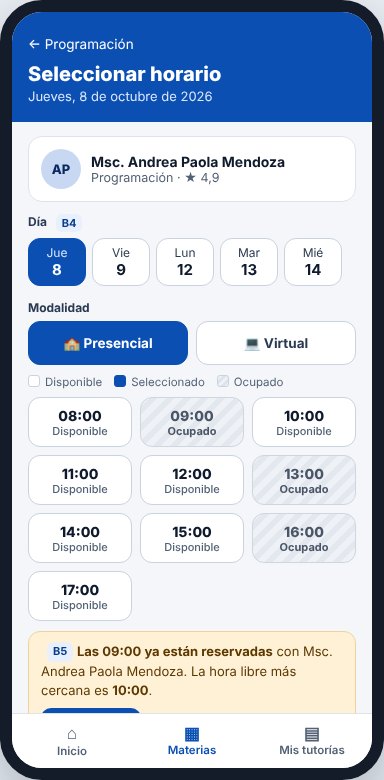 ← Programación
Seleccionar horario
Jueves, 8 de octubre de 2026
AP
Msc. Andrea Paola Mendoza
Programación · ★ 4,9
Día B4
Jue Vie Lun Mar Mié
8 9 12 13 14
Modalidad
Presencial Virtual
Disponible Seleccionado Ocupado
08:00 09:00 10:00
Disponible Ocupado Disponible
11:00 12:00 13:00
Disponible Disponible Ocupado
14:00 15:00 16:00
Disponible Disponible Ocupado
17:00
Disponible
B5 Las 09:00 ya están reservadas con Msc.
Andrea Paola Mendoza. La hora libre más
cercana es 10:00.
Inicio Materias Mis tutorías